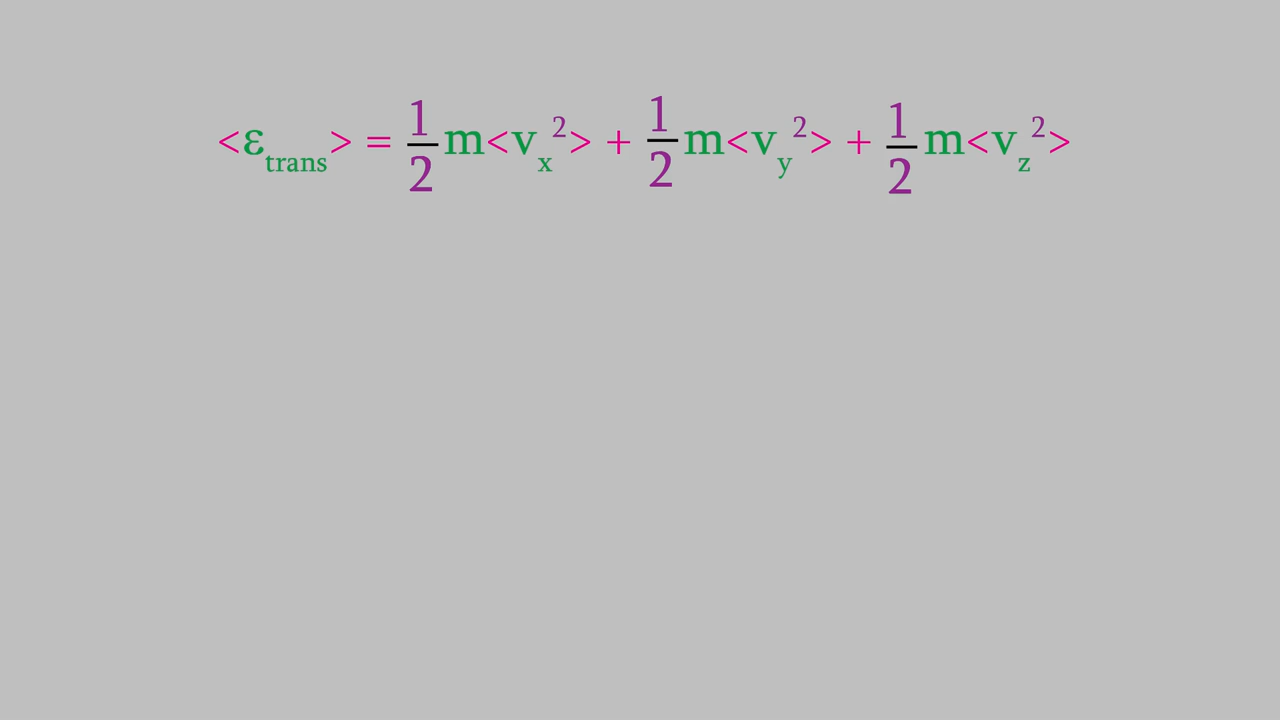 <ε_trans> = 1/2 m<v_x^2> + 1/2 m<v_y^2> + 1/2 m<v_z^2>